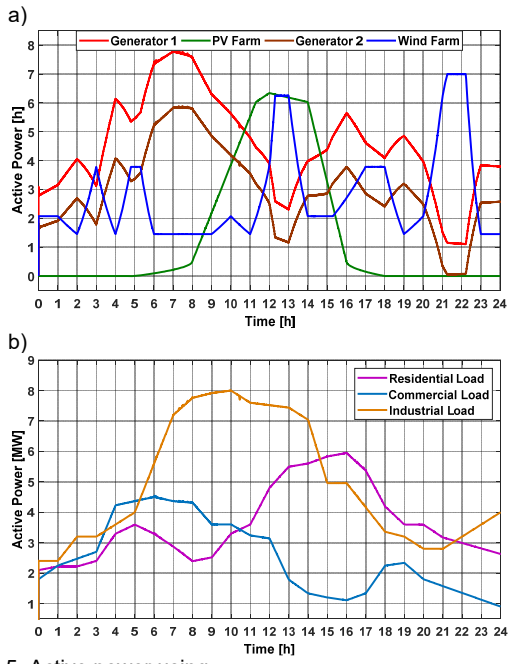 a)
Generator 1 PV Farm Generator 2 Wind Farm
8
7
6
5
4
3
2
1
0
Active Power [h]
0 1 2 3 4 5 6 7 8 9 10 11 12 13 14 15 16 17 18 19 20 21 22 23 24
Time [h]
b)
9
8
7
6
5
4
3
2
1
Active Power [MW]
Residential Load
Commercial Load
Industrial Load
0 1 2 3 4 5 6 7 8 9 10 11 12 13 14 15 16 17 18 19 20 21 22 23 24
Time [h]